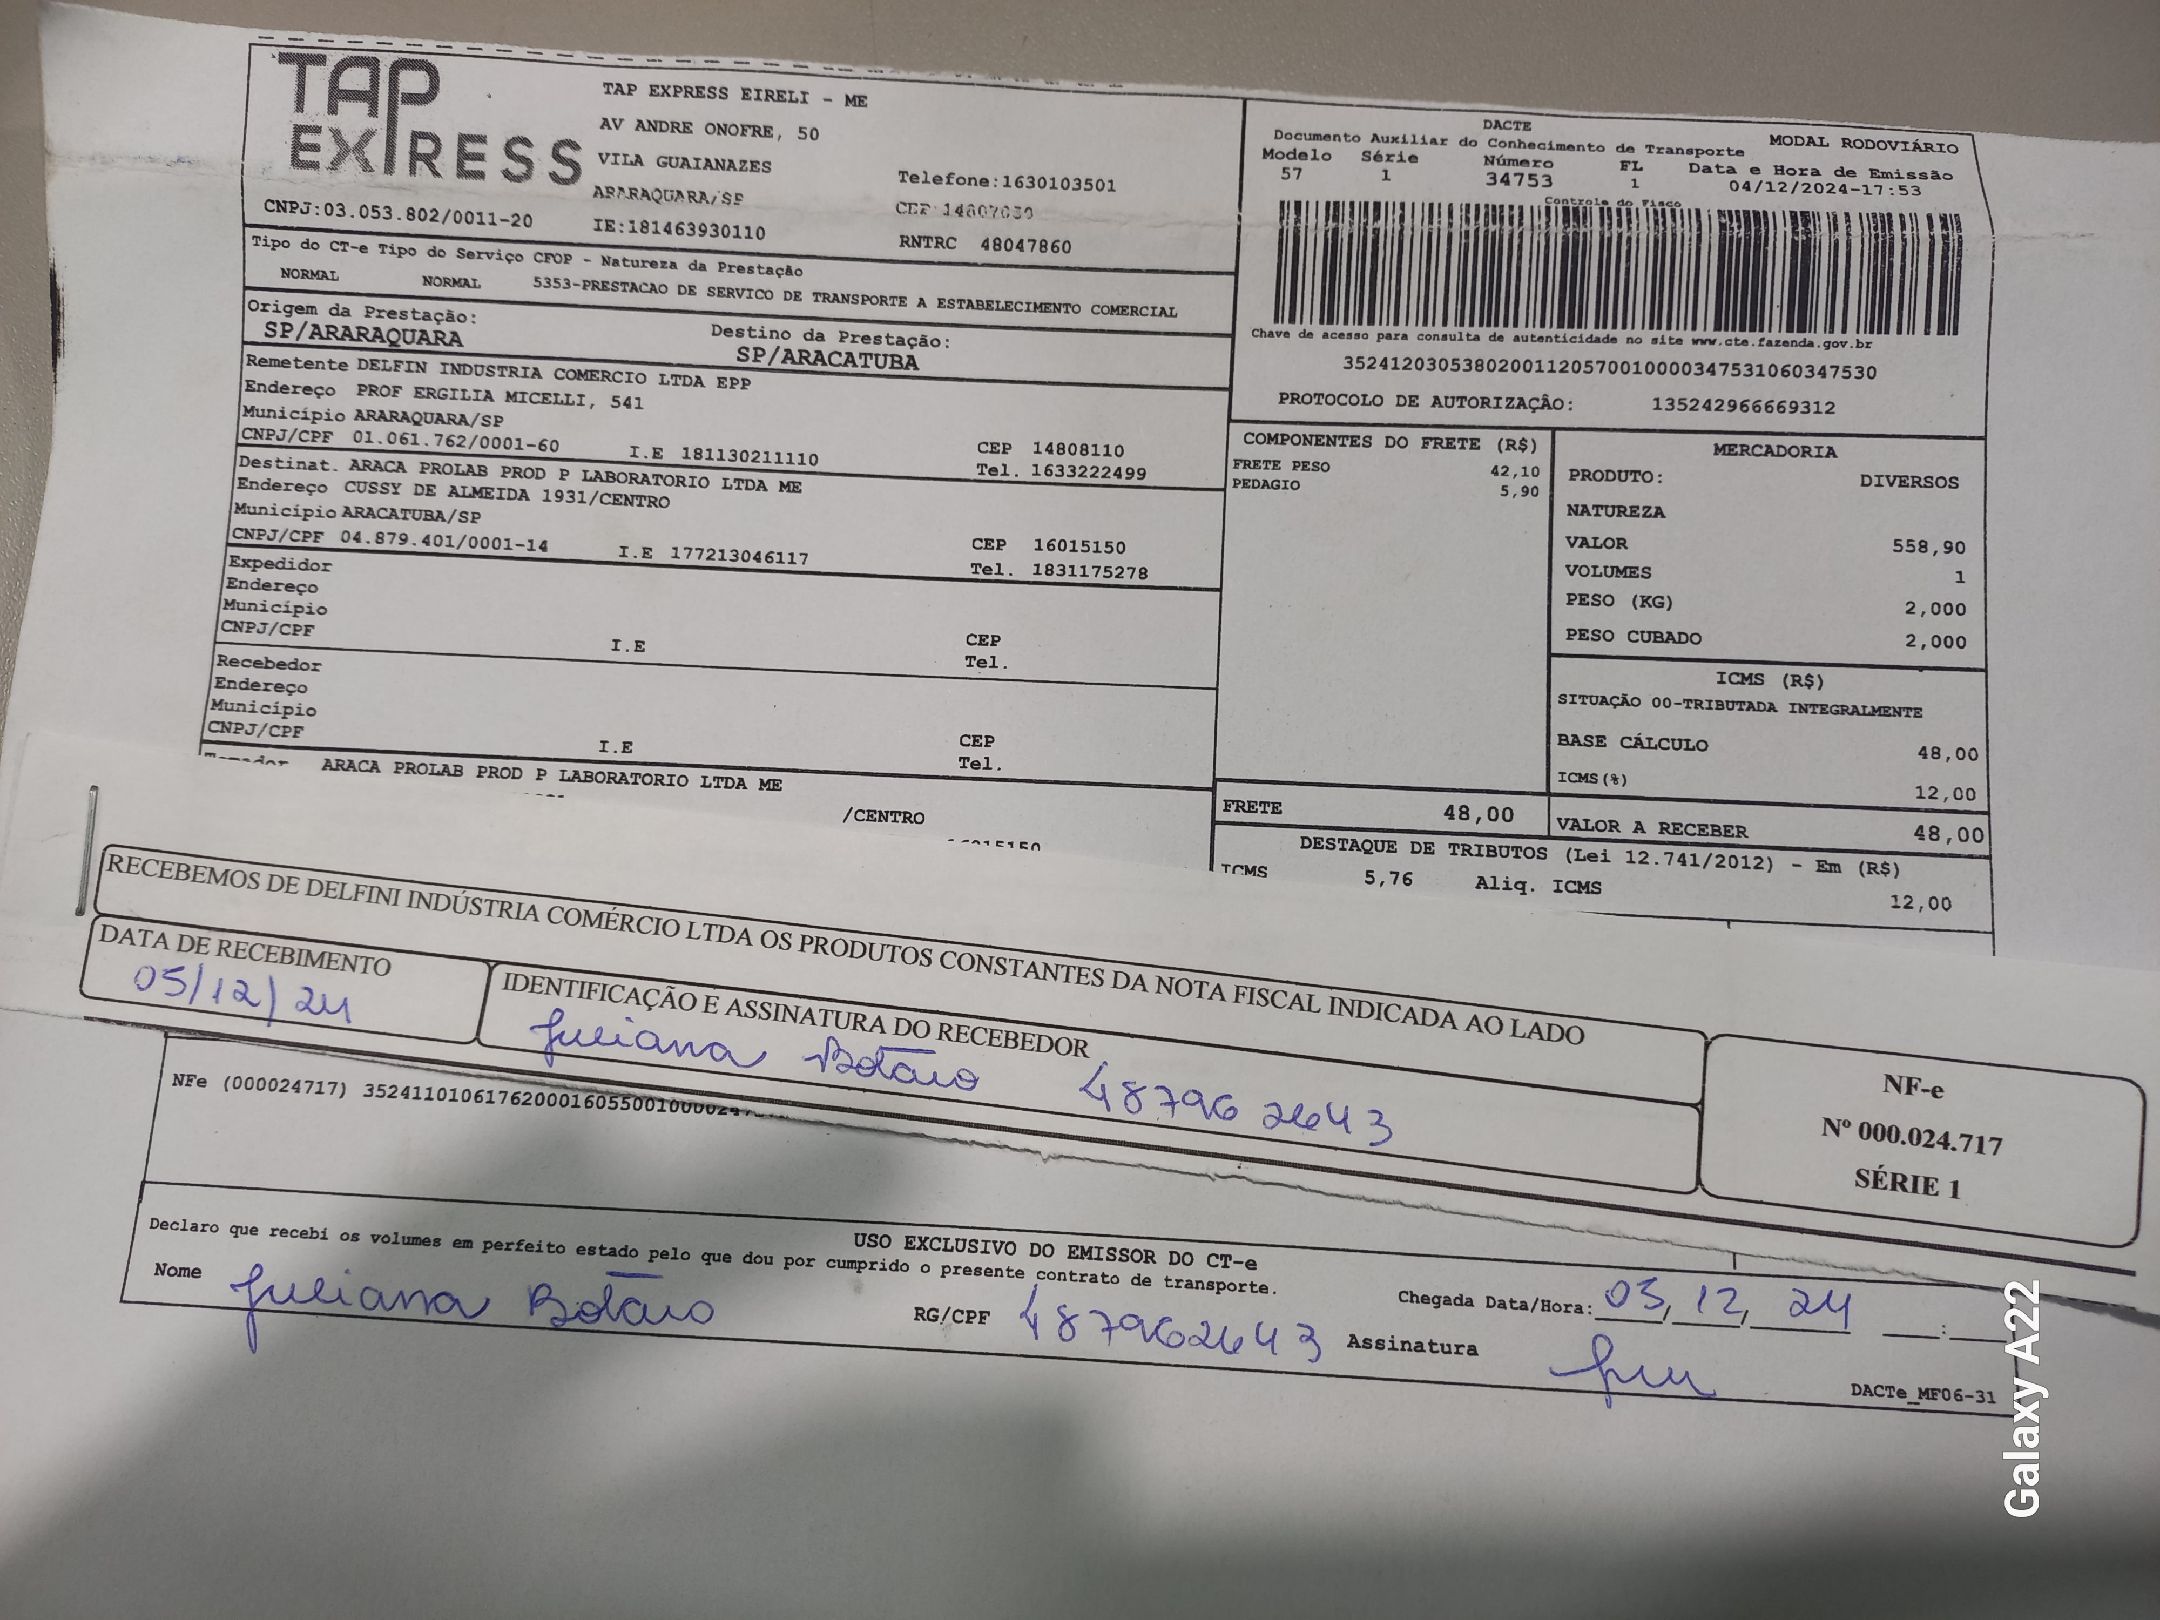 TAP
EXPRESS
TAP EXPRESS EIRELI - ME
AV ANDRE ONOFRE, 50
VILA GUAIANAZES
ARARAQUARA/SP
IE:181463930110
Telefone:1630103501
CEP:14807030
RNTRC 48047860
CNPJ:03.053.802/0011-20
DACTE
MODAL RODOVIÁRIO
Documento Auxiliar do Conhecimento de Transporte
Modelo Série Número FL Data e Hora de Emissão
57 1 34753 1 04/12/2024-17:53
Controle do Fisco
Chave de acesso para consulta de autenticidade no site www.cte.fazenda.gov.br
35241203053802001120570010000347531060347530
PROTOCOLO DE AUTORIZAÇÂO: 135242966669312
Tipo do CT-e Tipo do Serviço CFOP - Natureza da Prestação
NORMAL NORMAL 5353-PRESTACAO DE SERVICO DE TRANSPORTE A ESTABELECIMENTO COMERCIAL
Origem da Prestação: Destino da Prestação:
SP/ARARAQUARA SP/ARACATUBA
Remetente DELFIN INDUSTRIA COMERCIO LTDA EPP
Endereço PROF ERGILIA MICELLI, 541
Município ARARAQUARA/SP CEP 14808110
CNPJ/CPF 01.061.762/0001-60 I.E 181130211110 Tel. 1633222499
Destinat. ARACA PROLAB PROD P LABORATORIO LTDA ME
Endereço CUSSY DE ALMEIDA 1931/CENTRO
Município ARACATUBA/SP CEP 16015150
CNPJ/CPF 04.879.401/0001-14 I.E 177213046117 Tel. 1831175278
Expedidor
Endereço
Município CEP
CNPJ/CPF I.E Tel.
Recebedor
Endereço
Município CEP
CNPJ/CPF I.E Tel.
ARACA PROLAB PROD P LABORATORIO LTDA ME
/CENTRO
COMPONENTES DO FRETE (R$)
FRETE PESO 42,10
PEDAGIO 5,90
FRETE 48,00
MERCADORIA
PRODUTO: DIVERSOS
NATUREZA
VALOR 558,90
VOLUMES 1
PESO (KG) 2,000
PESO CUBADO 2,000
ICMS (R$)
SITUAÇÃO 00-TRIBUTADA INTEGRALMENTE
BASE CÁLCULO 48,00
ICMS(%) 12,00
VALOR A RECEBER 48,00
DESTAQUE DE TRIBUTOS (Lei 12.741/2012) - Em (R$)
ICMS 5,76 Aliq. ICMS 12,00
RECEBEMOS DE DELFINI INDÚSTRIA COMÉRCIO LTDA OS PRODUTOS CONSTANTES DA NOTA FISCAL INDICADA AO LADO
DATA DE RECEBIMENTO
05/12/24
IDENTIFICAÇÃO E ASSINATURA DO RECEBEDOR
Juliana Botaro 487962643
NF-e
Nº 000.024.717
SÉRIE 1
NFe (000024717)
USO EXCLUSIVO DO EMISSOR DO CT-e
Declaro que recebi os volumes em perfeito estado pelo que dou por cumprido o presente contrato de transporte.
Nome Juliana Botaro RG/CPF 487962643
Chegada Data/Hora: 05, 12, 24 :
Assinatura
DACTe_MF06-31
Galaxy A22